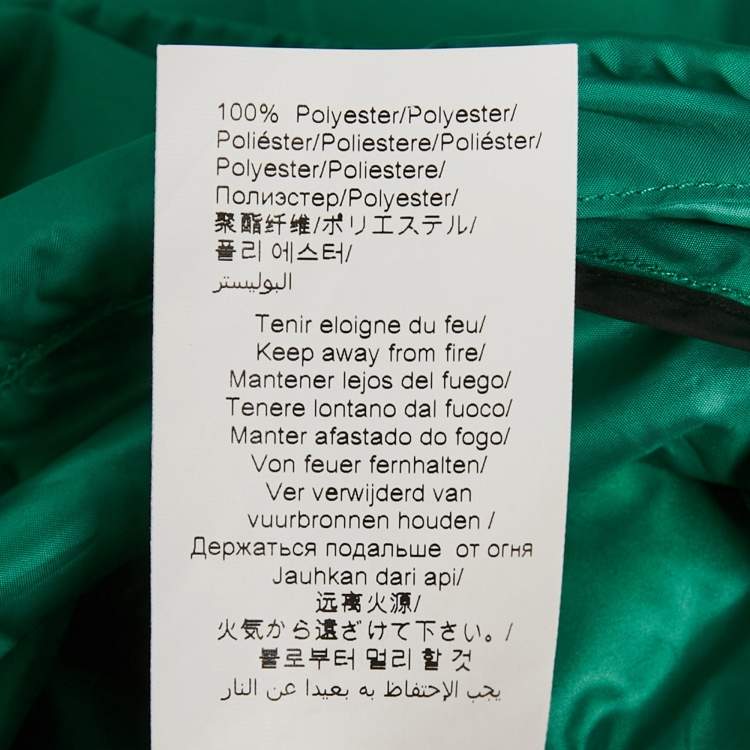 100% Polyester/Polyester/
Poliéster/Poliestere/Poliéster/
Polyester/Poliestere/
Полиэстер/Polyester/
聚酯纤维/ポリエステル/
폴리 에스터/
البوليستر
Tenir eloigne du feu/
Keep away from fire/
Mantener lejos del fuego/
Tenere lontano dal fuoco/
Manter afastado do fogo/
Von feuer fernhalten/
Ver verwijderd van
vuurbronnen houden /
Держаться подальше от огня
Jauhkan dari api/
远离火源/
火気から遠ざけて下さい。/
불로부터 멀리 할 것
يجب الإحتفاظ به بعيدا عن النار